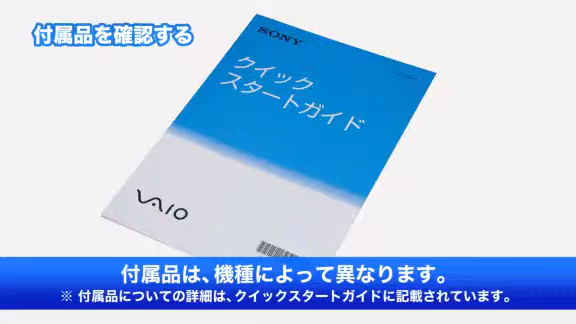 付属品を確認する
SONY
クイック
スタートガイド
VAIO
付属品は、機種によって異なります。
※ 付属品についての詳細は、クイックスタートガイドに記載されています。